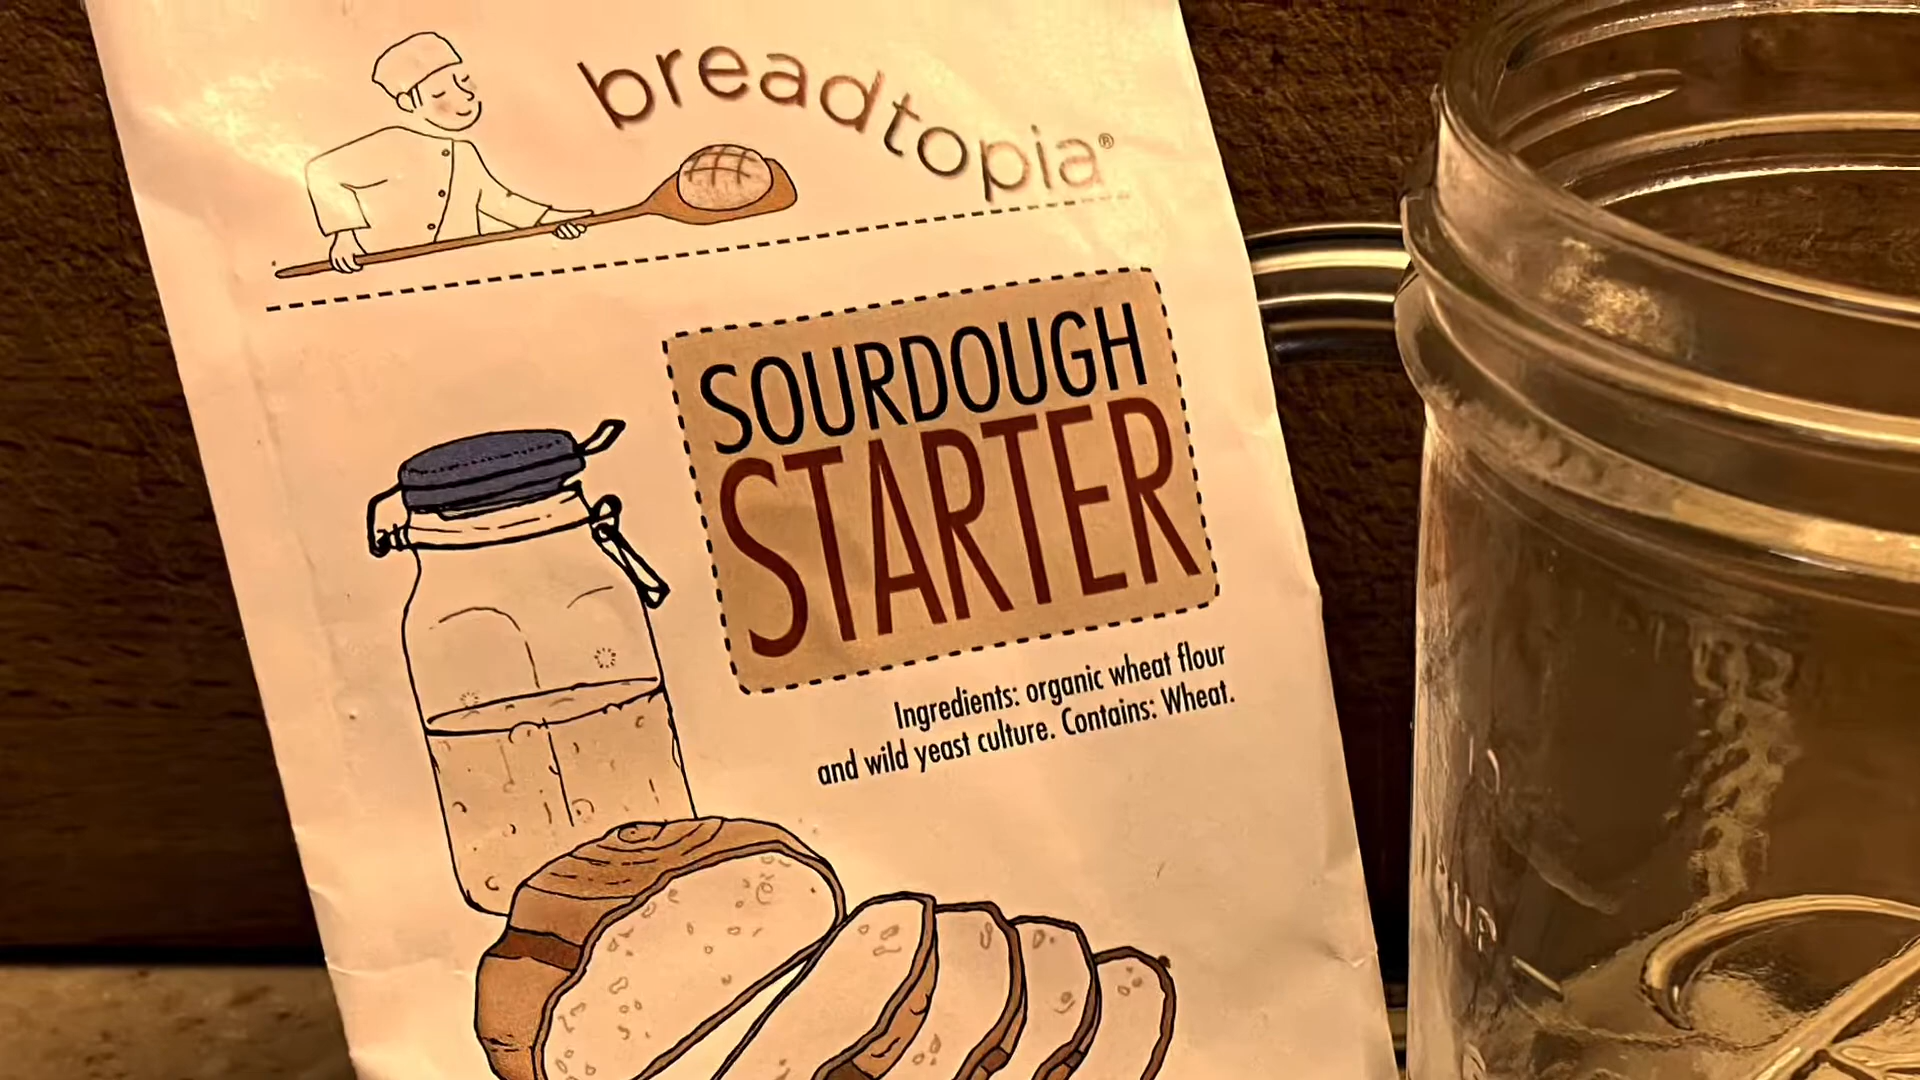 breadtopia®
SOURDOUGH
STARTER
Ingredients: organic wheat flour
and wild yeast culture. Contains: Wheat.